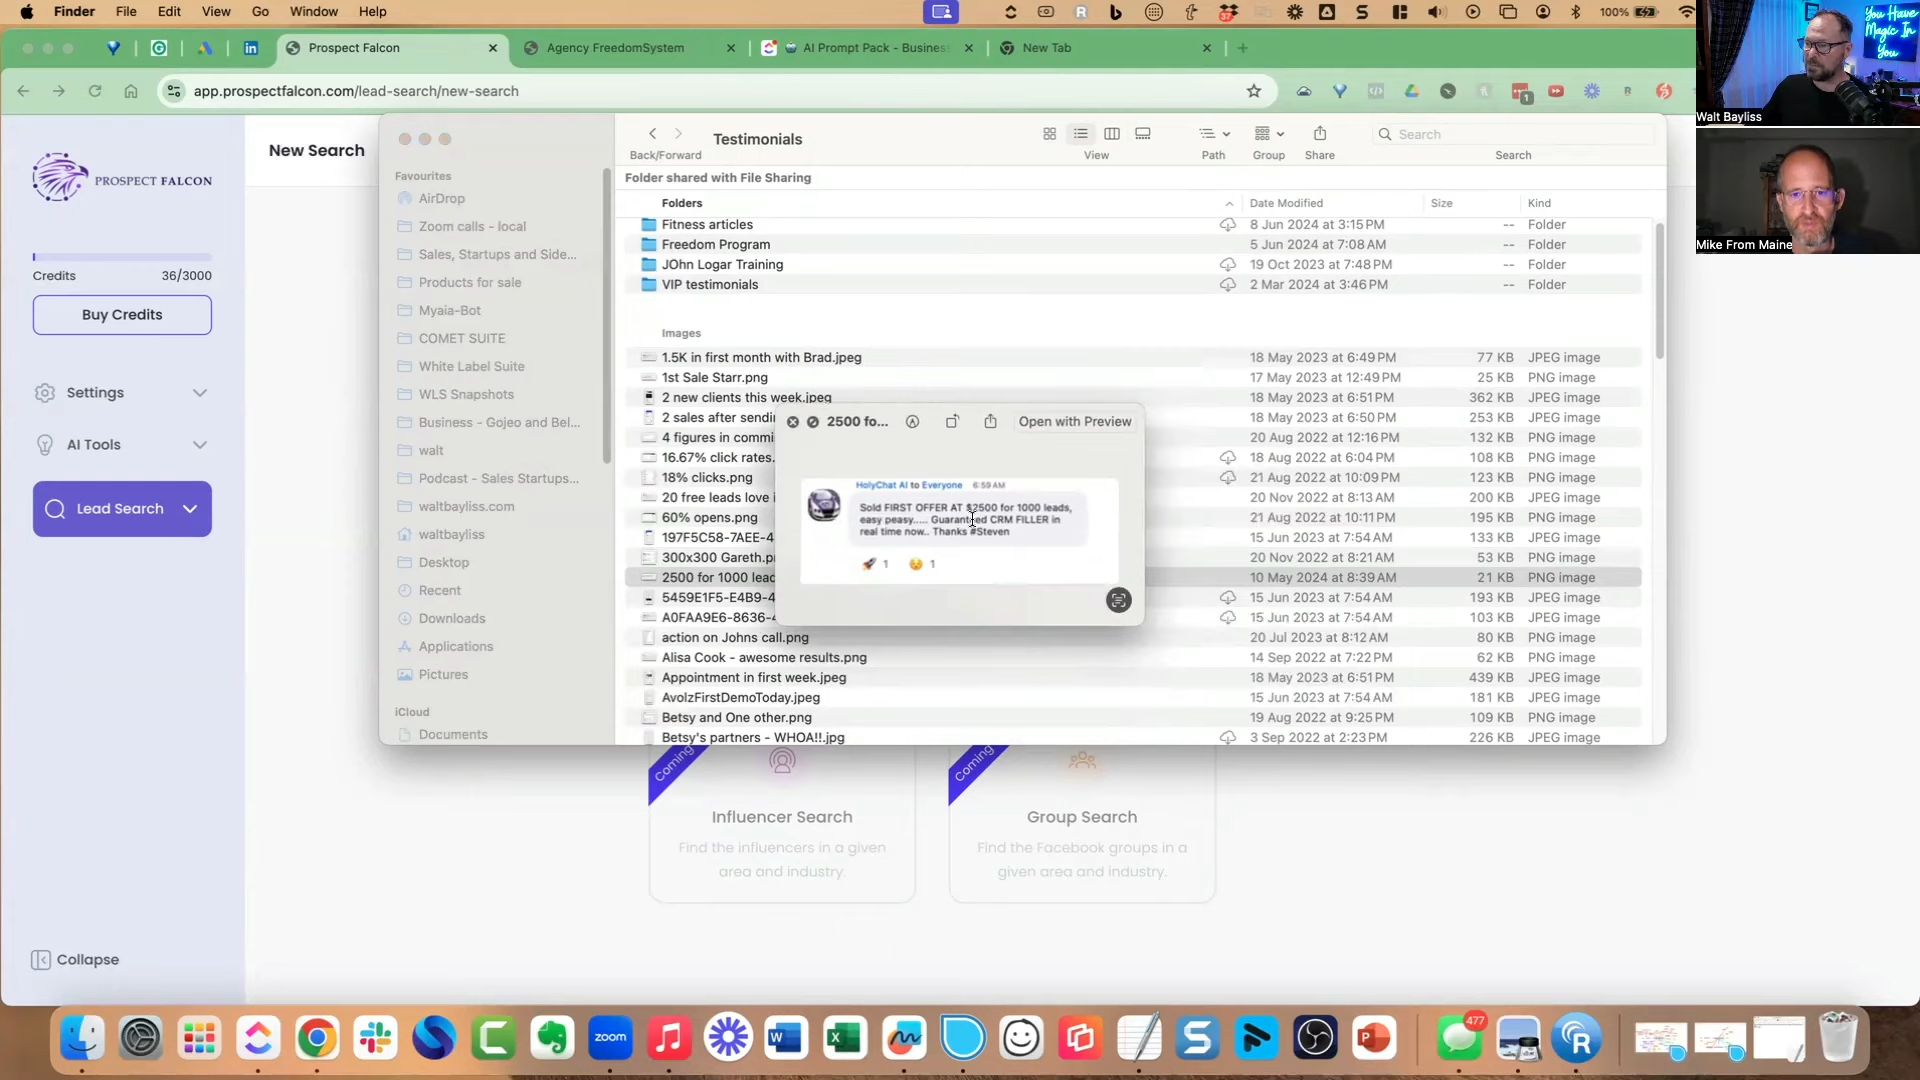 Finder File Edit View Go Window Help
100%
Prospect Falcon
Agency FreedomSystem
AI Prompt Pack - Business
New Tab
app.prospectfalcon.com/lead-search/new-search
You Have Magic In You
Walt Bayliss
Mike From Maine
PROSPECT FALCON
Credits 36/3000
Buy Credits
Settings
AI Tools
Lead Search
Collapse
New Search
Favourites
AirDrop
Zoom calls - local
Sales, Startups and Side...
Products for sale
Myaia-Bot
COMET SUITE
White Label Suite
WLS Snapshots
Business - Gojeo and Bel...
walt
Podcast - Sales Startups...
waltbayliss.com
waltbayliss
Desktop
Recent
Downloads
Applications
Pictures
iCloud
Documents
Testimonials
Search
Back/Forward View Path Group Share Search
Folder shared with File Sharing
Folders Date Modified Size Kind
Fitness articles 8 Jun 2024 at 3:15 PM -- Folder
Freedom Program 5 Jun 2024 at 7:08 AM -- Folder
JOhn Logar Training 19 Oct 2023 at 7:48 PM -- Folder
VIP testimonials 2 Mar 2024 at 3:46 PM -- Folder
Images
1.5K in first month with Brad.jpeg 18 May 2023 at 6:49 PM 77 KB JPEG image
1st Sale Starr.png 17 May 2023 at 12:49 PM 25 KB PNG image
2 new clients this week.jpeg 18 May 2023 at 6:51 PM 362 KB JPEG image
2 sales after sendi 18 May 2023 at 6:50 PM 253 KB JPEG image
4 figures in commi 20 Aug 2022 at 12:16 PM 132 KB PNG image
16.67% click rates. 18 Aug 2022 at 6:04 PM 108 KB PNG image
18% clicks.png 21 Aug 2022 at 10:09 PM 123 KB PNG image
20 free leads love i 20 Nov 2022 at 8:13 AM 200 KB PNG image
60% opens.png 21 Aug 2022 at 10:11 PM 195 KB PNG image
197F5C58-7AEE-4 15 Jun 2023 at 7:54 AM 133 KB PNG image
300x300 Gareth.p 20 Nov 2022 at 8:21 AM 53 KB PNG image
2500 for 1000 lead 10 May 2024 at 8:39 AM 21 KB PNG image
5459E1F5-E4B9-4 15 Jun 2023 at 7:54 AM 193 KB PNG image
A0FAA9E6-8636- 15 Jun 2023 at 7:54 AM 103 KB PNG image
action on Johns call.png 20 Jul 2023 at 8:12 AM 80 KB PNG image
Alisa Cook - awesome results.png 14 Sep 2022 at 7:22 PM 62 KB PNG image
Appointment in first week.jpeg 18 May 2023 at 6:51 PM 439 KB JPEG image
AvolzFirstDemoToday.jpeg 15 Jun 2023 at 7:54 AM 181 KB JPEG image
Betsy and One other.png 19 Aug 2022 at 9:25 PM 109 KB PNG image
Betsy's partners - WHOA!!.jpg 3 Sep 2022 at 2:23 PM 226 KB JPEG image
2500 fo...
Open with Preview
HolyChat AI to Everyone 6:59 AM
Sold FIRST OFFER AT $2500 for 1000 leads,
easy peasy..... Guaranteed CRM FILLER in
real time now.. Thanks #Steven
1 1
Coming
Influencer Search
Find the influencers in a given
area and industry.
Coming
Group Search
Find the Facebook groups in a
given area and industry.
zoom
477